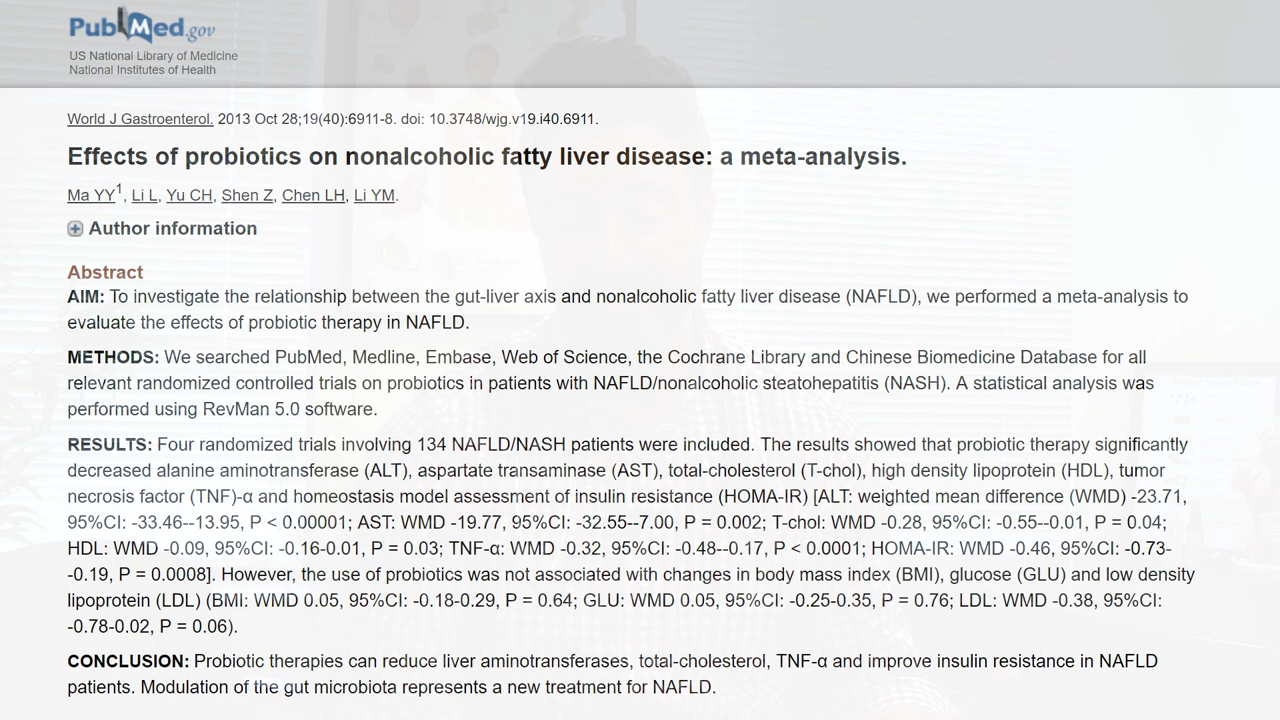 PubMed.gov
US National Library of Medicine
National Institutes of Health
World J Gastroenterol. 2013 Oct 28;19(40):6911-8. doi: 10.3748/wjg.v19.i40.6911.
Effects of probiotics on nonalcoholic fatty liver disease: a meta-analysis.
Ma YY1, Li L, Yu CH, Shen Z, Chen LH, Li YM.
Author information
Abstract
AIM: To investigate the relationship between the gut-liver axis and nonalcoholic fatty liver disease (NAFLD), we performed a meta-analysis to
evaluate the effects of probiotic therapy in NAFLD.
METHODS: We searched PubMed, Medline, Embase, Web of Science, the Cochrane Library and Chinese Biomedicine Database for all
relevant randomized controlled trials on probiotics in patients with NAFLD/nonalcoholic steatohepatitis (NASH). A statistical analysis was
performed using RevMan 5.0 software.
RESULTS: Four randomized trials involving 134 NAFLD/NASH patients were included. The results showed that probiotic therapy significantly
decreased alanine aminotransferase (ALT), aspartate transaminase (AST), total-cholesterol (T-chol), high density lipoprotein (HDL), tumor
necrosis factor (TNF)-α and homeostasis model assessment of insulin resistance (HOMA-IR) [ALT: weighted mean difference (WMD) -23.71,
95%CI: -33.46--13.95, P < 0.00001; AST: WMD -19.77, 95%CI: -32.55--7.00, P = 0.002; T-chol: WMD -0.28, 95%CI: -0.55--0.01, P = 0.04;
HDL: WMD -0.09, 95%CI: -0.16-0.01, P = 0.03; TNF-α: WMD -0.32, 95%CI: -0.48--0.17, P < 0.0001; HOMA-IR: WMD -0.46, 95%CI: -0.73-
-0.19, P = 0.0008]. However, the use of probiotics was not associated with changes in body mass index (BMI), glucose (GLU) and low density
lipoprotein (LDL) (BMI: WMD 0.05, 95%CI: -0.18-0.29, P = 0.64; GLU: WMD 0.05, 95%CI: -0.25-0.35, P = 0.76; LDL: WMD -0.38, 95%CI:
-0.78-0.02, P = 0.06).
CONCLUSION: Probiotic therapies can reduce liver aminotransferases, total-cholesterol, TNF-α and improve insulin resistance in NAFLD
patients. Modulation of the gut microbiota represents a new treatment for NAFLD.